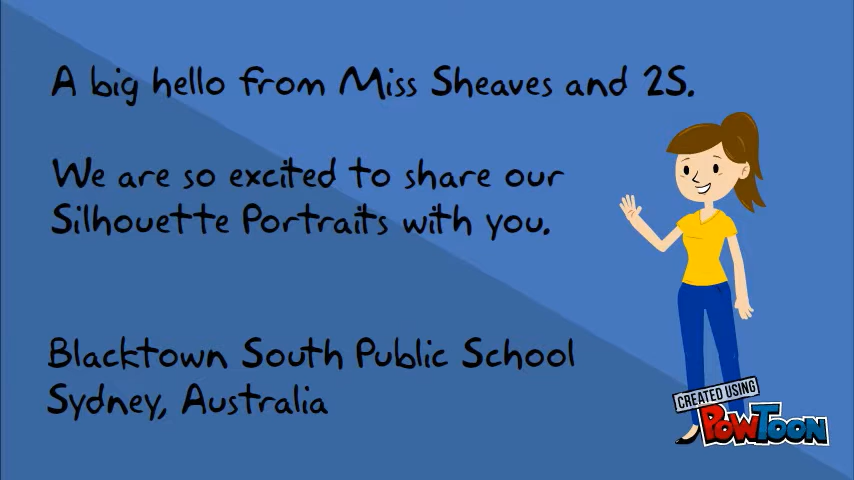 A big hello from Miss Sheaves and 2S.
We are so excited to share our
Silhouette Portraits with you.
Blacktown South Public School
Sydney, Australia
CREATED USING
POWTOON